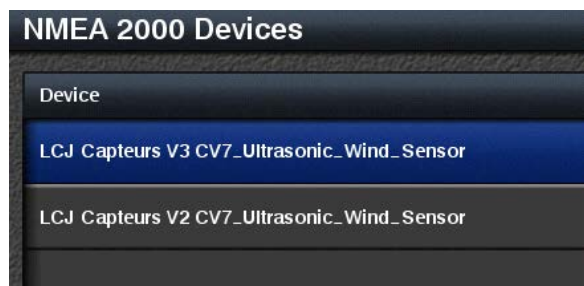 NMEA 2000 Devices
Device
LCJ Capteurs V3 CV7_Ultrasonic_Wind_Sensor
LCJ Capteurs V2 CV7_Ultrasonic_Wind_Sensor